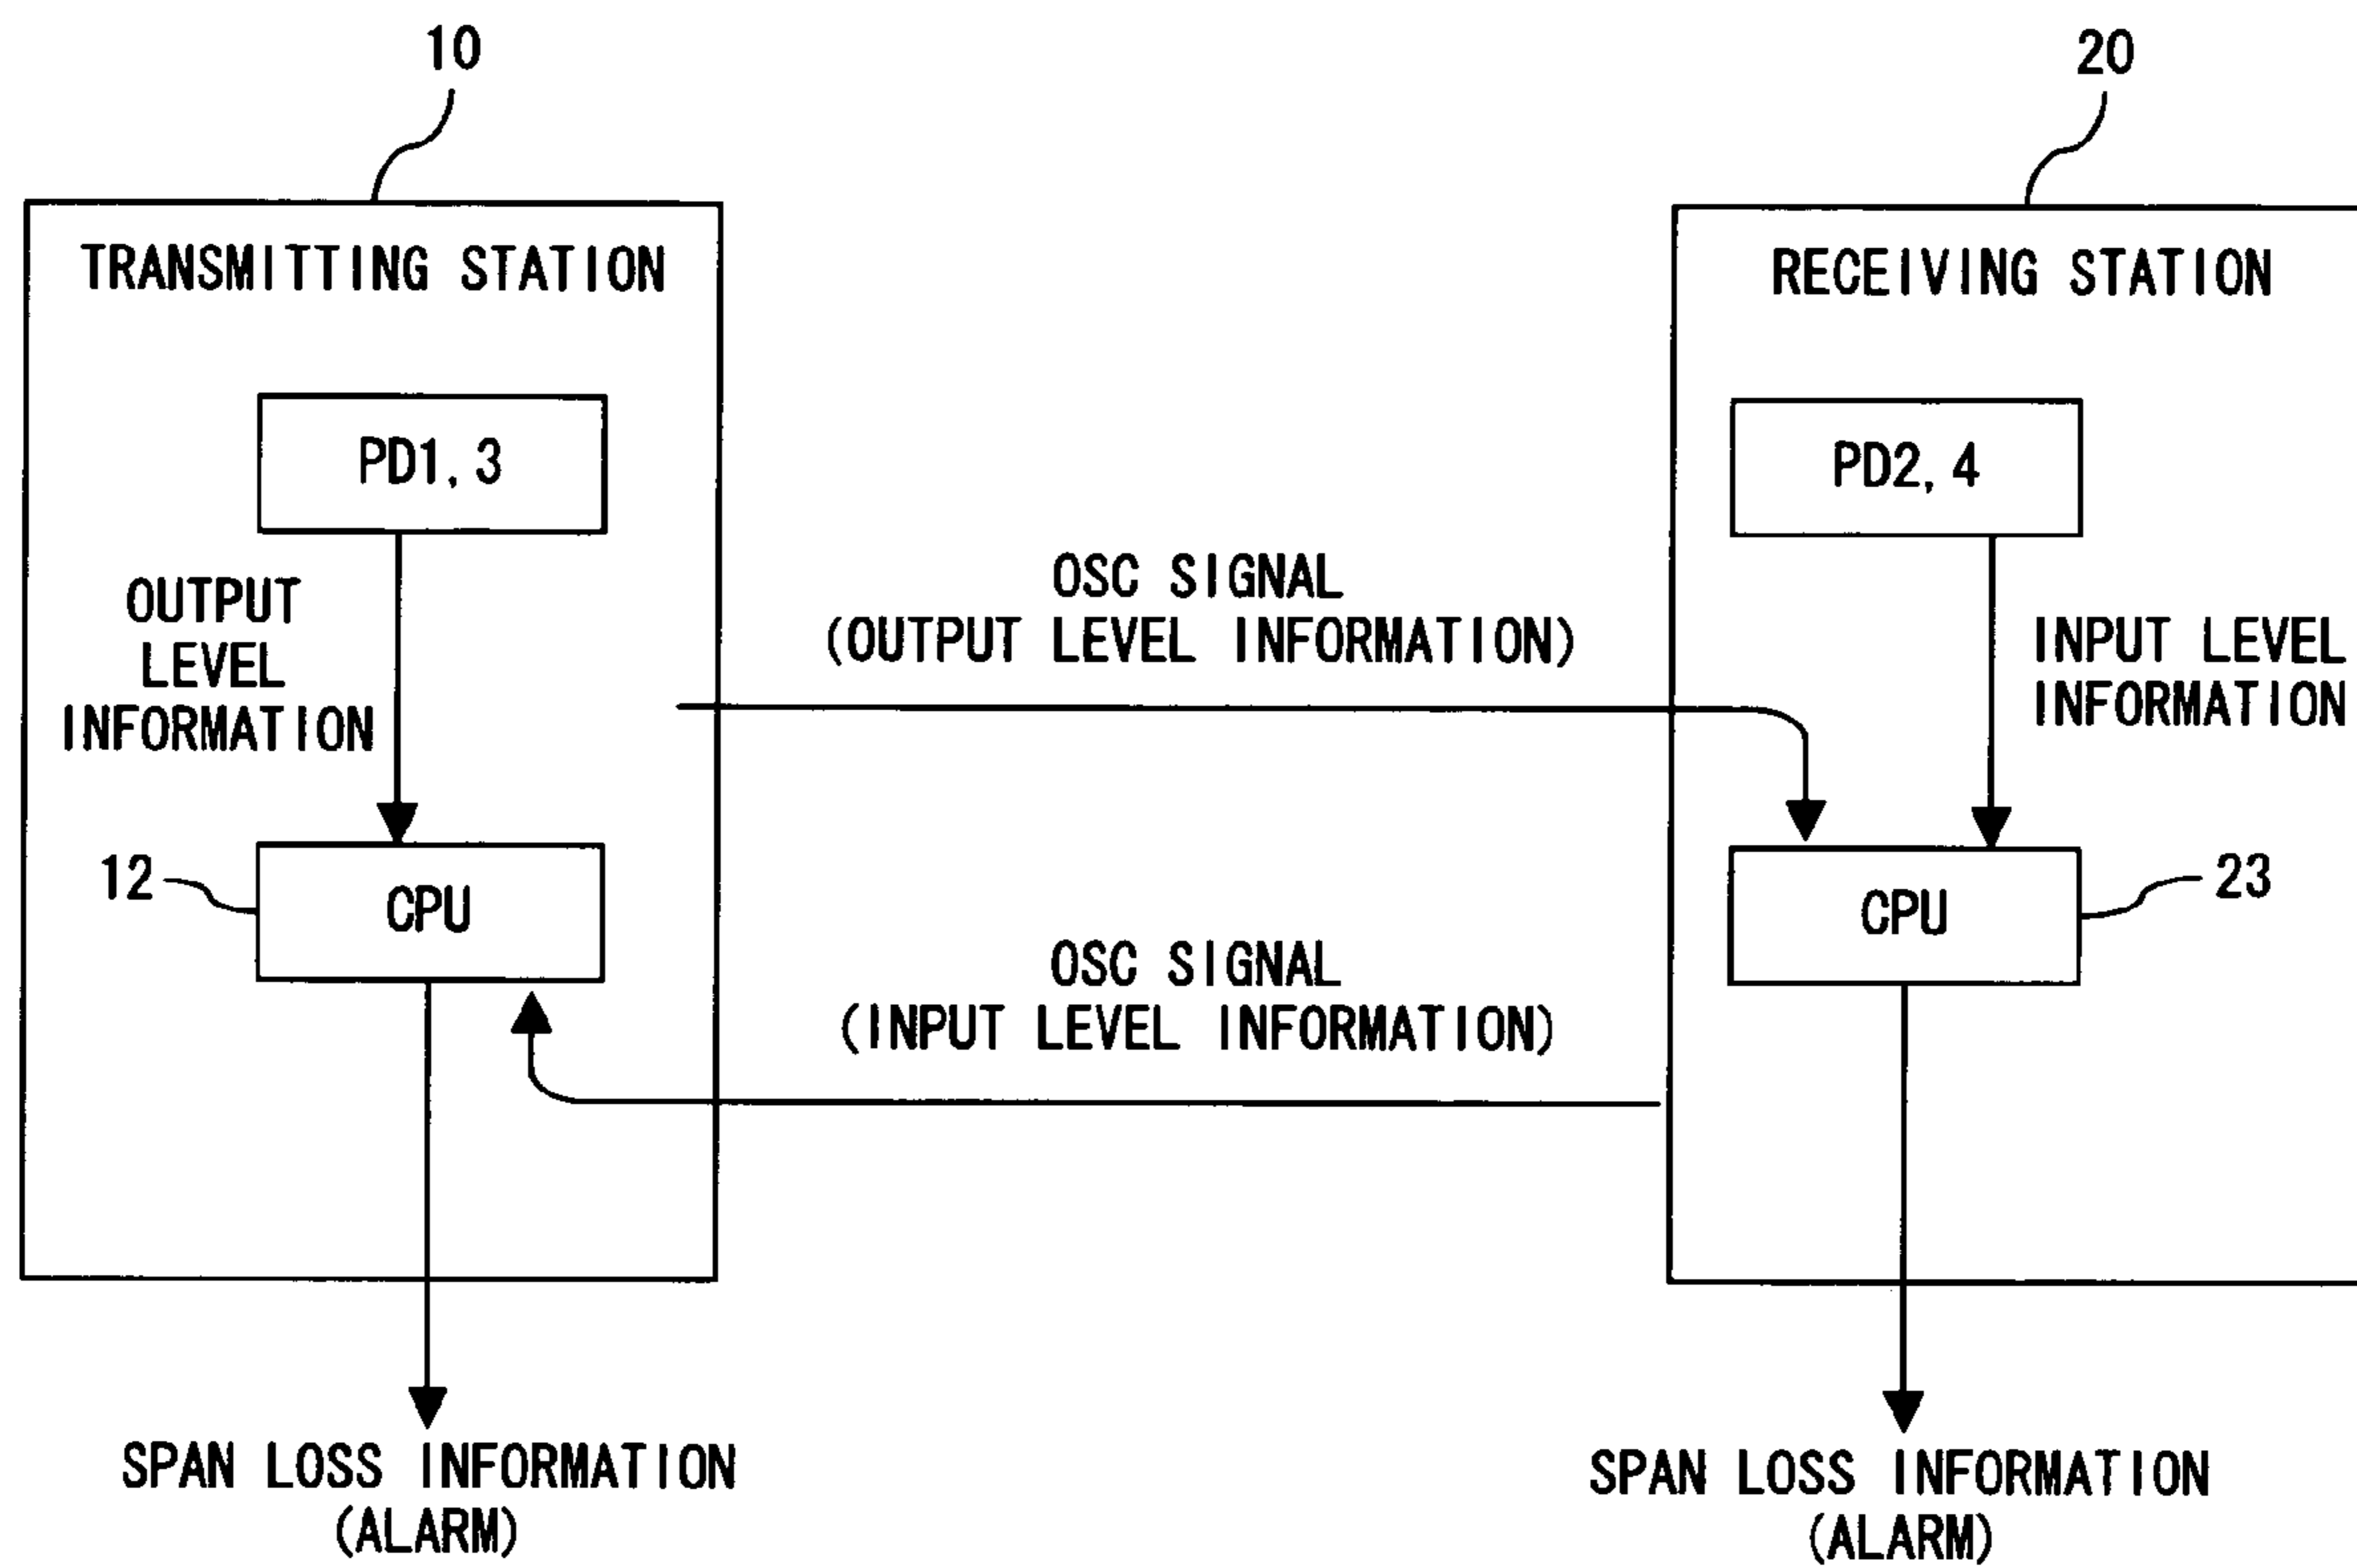 10
20
TRANSMITTING STATION
RECEIVING STATION
PD1, 3
PD2, 4
OUTPUT
LEVEL
INFORMATION
OSC SIGNAL
(OUTPUT LEVEL INFORMATION)
INPUT LEVEL
INFORMATION
12
CPU
CPU
23
OSC SIGNAL
(INPUT LEVEL INFORMATION)
SPAN LOSS INFORMATION
(ALARM)
SPAN LOSS INFORMATION
(ALARM)